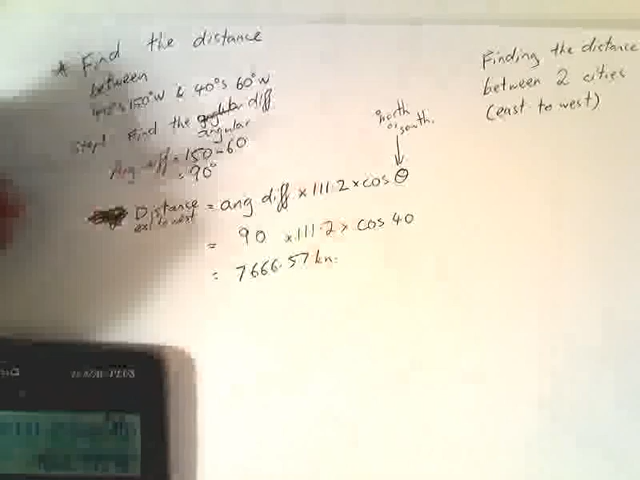 * Find the distance
between
40°s 150°W & 40°s 60°W
Step 1 Find the angular diff
angular
Ang diff = 150 - 60
= 90°
north
or south.
Distance = ang diff × 111.2 × cos Θ
east to west
= 90 × 111.2 × cos 40
= 7666.57 km.
Finding the distance
between 2 cities
(east to west)